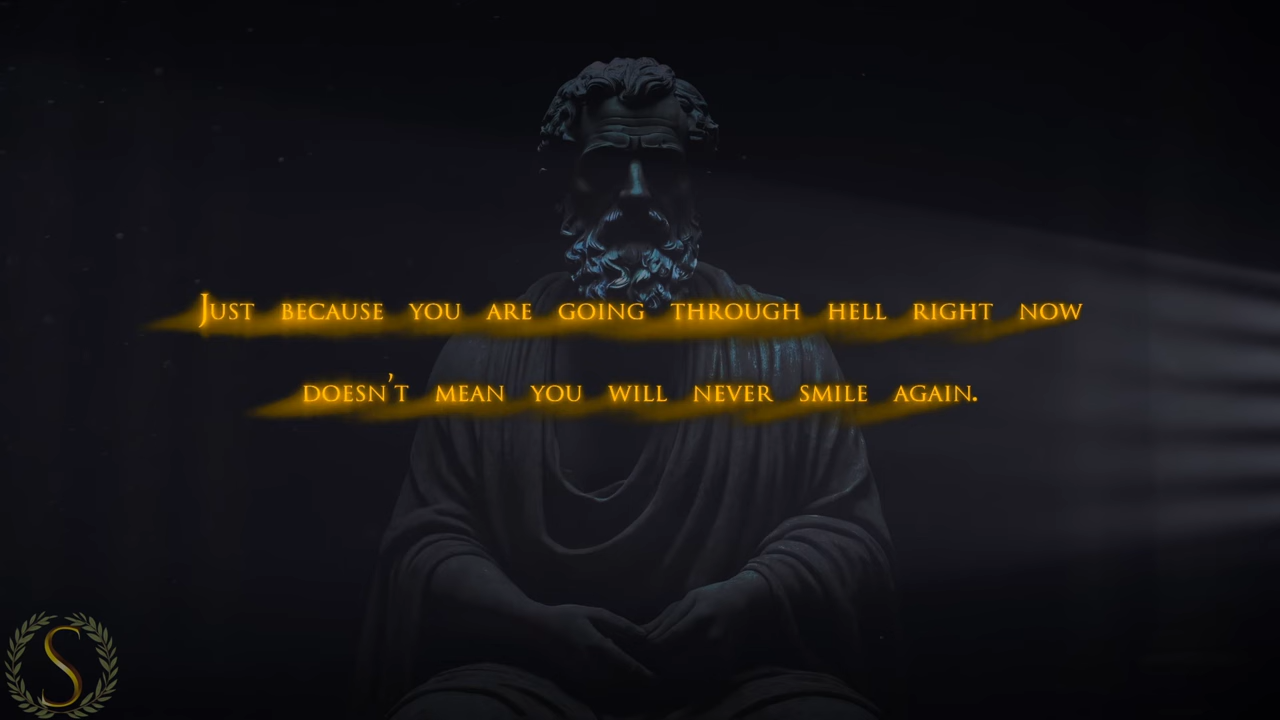 Just because you are going through hell right now
doesn't mean you will never smile again.
S